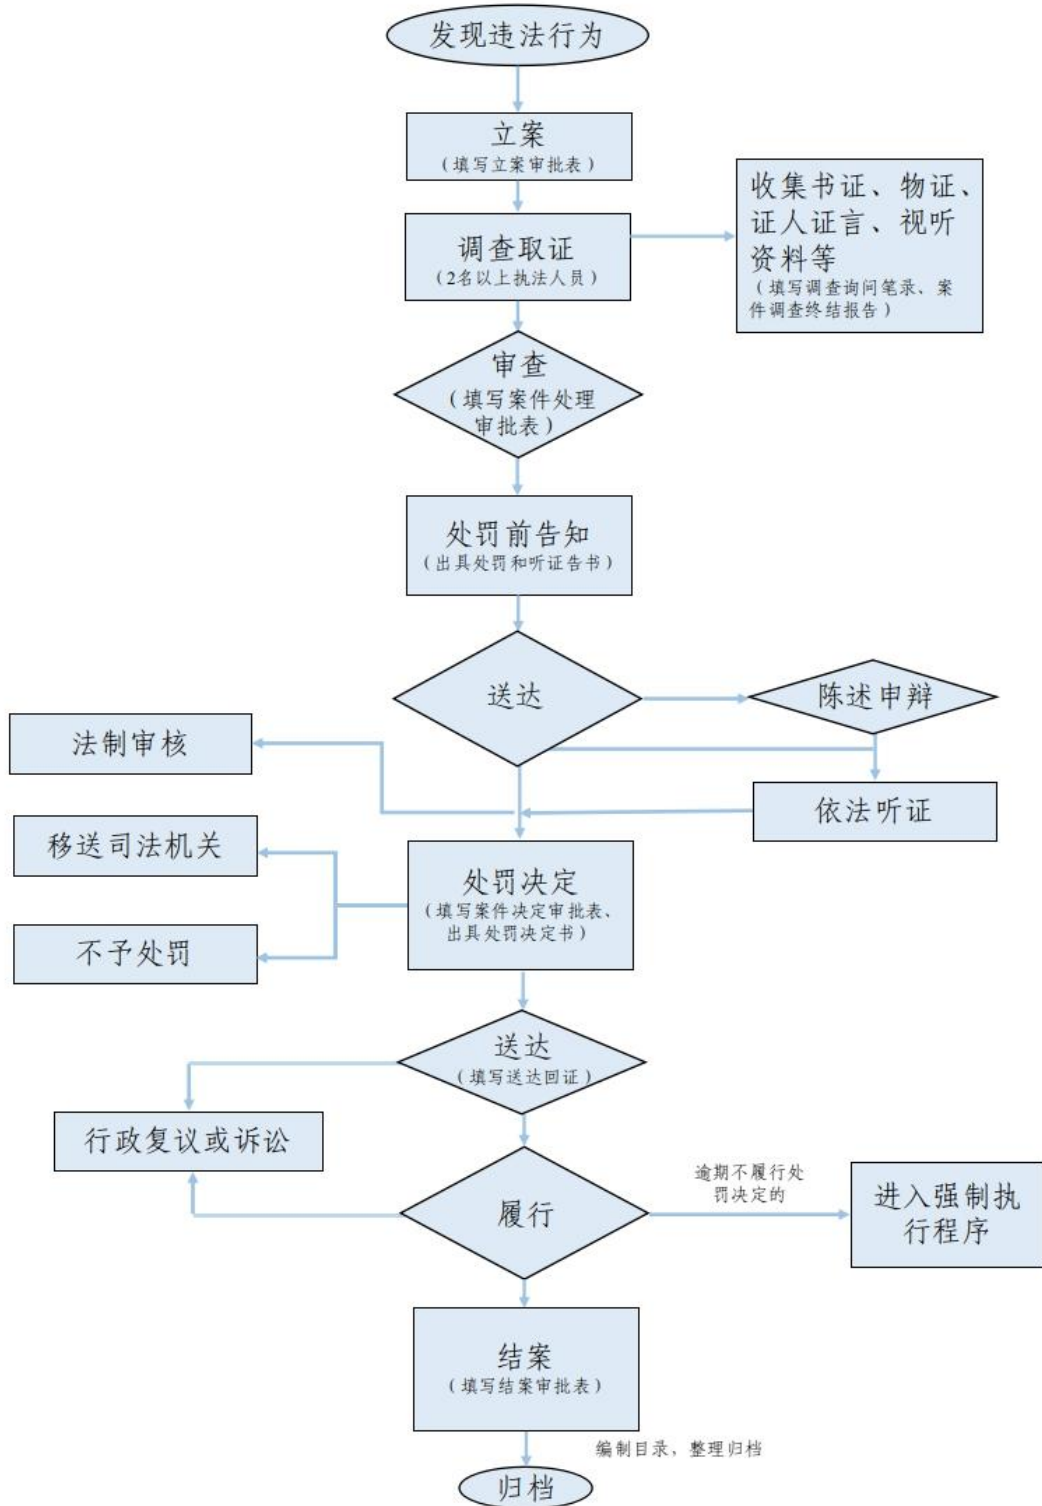 发现违法行为
立案
（填写立案审批表）
收集书证、物证、
证人证言、视听
资料等
（填写调查询问笔录、案
件调查终结报告）
调查取证
（2名以上执法人员）
审查
（填写案件处理
审批表）
处罚前告知
（出具处罚和听证告书）
送达
陈述申辩
法制审核
依法听证
移送司法机关
处罚决定
（填写案件决定审批表、
出具处罚决定书）
不予处罚
送达
（填写送达回证）
行政复议或诉讼
履行
逾期不履行处
罚决定的
进入强制执
行程序
结案
（填写结案审批表）
编制目录，整理归档
归档